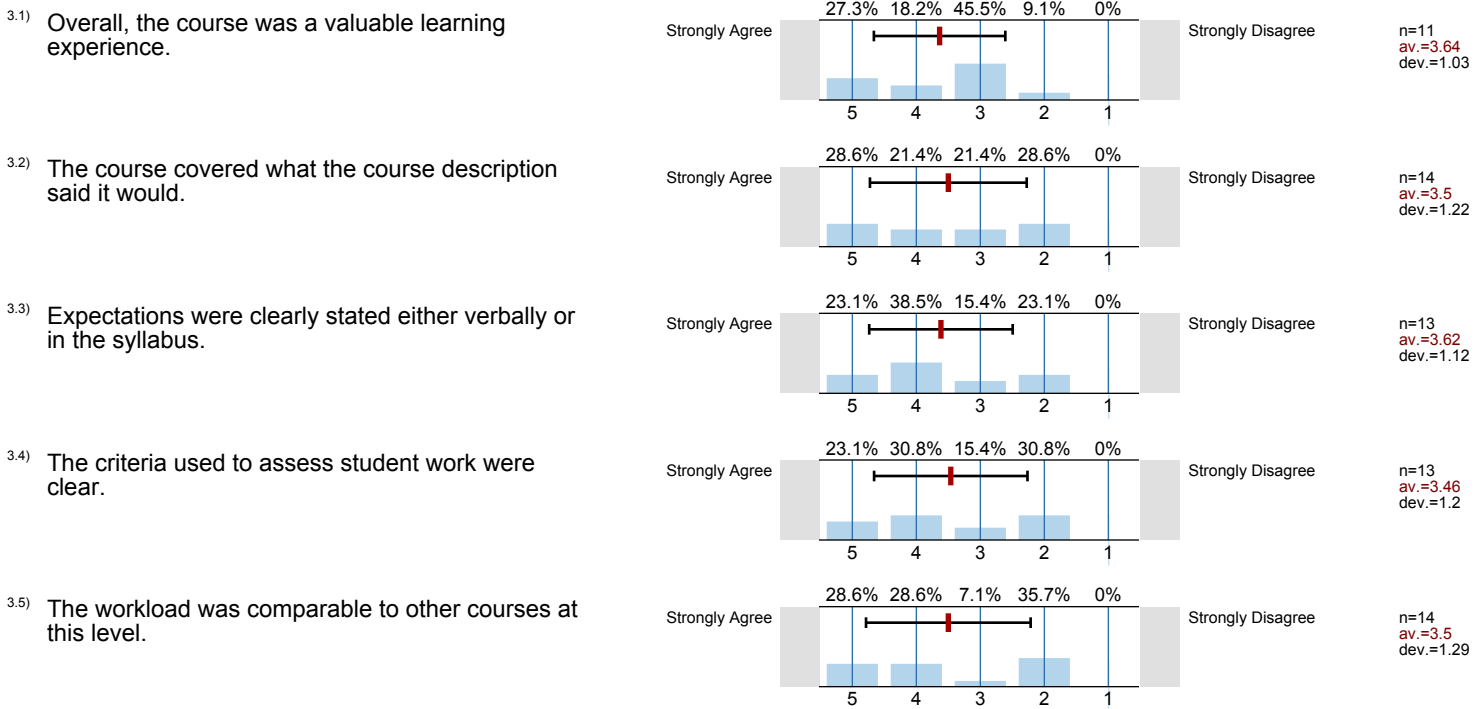 3.1) Overall, the course was a valuable learning
experience.
27.3% 18.2% 45.5% 9.1% 0%
Strongly Agree
Strongly Disagree
5 4 3 2 1
n=11
av.=3.64
dev.=1.03
3.2) The course covered what the course description
said it would.
28.6% 21.4% 21.4% 28.6% 0%
Strongly Agree
Strongly Disagree
5 4 3 2 1
n=14
av.=3.5
dev.=1.22
3.3) Expectations were clearly stated either verbally or
in the syllabus.
23.1% 38.5% 15.4% 23.1% 0%
Strongly Agree
Strongly Disagree
5 4 3 2 1
n=13
av.=3.62
dev.=1.12
3.4) The criteria used to assess student work were
clear.
23.1% 30.8% 15.4% 30.8% 0%
Strongly Agree
Strongly Disagree
5 4 3 2 1
n=13
av.=3.46
dev.=1.2
3.5) The workload was comparable to other courses at
this level.
28.6% 28.6% 7.1% 35.7% 0%
Strongly Agree
Strongly Disagree
5 4 3 2 1
n=14
av.=3.5
dev.=1.29